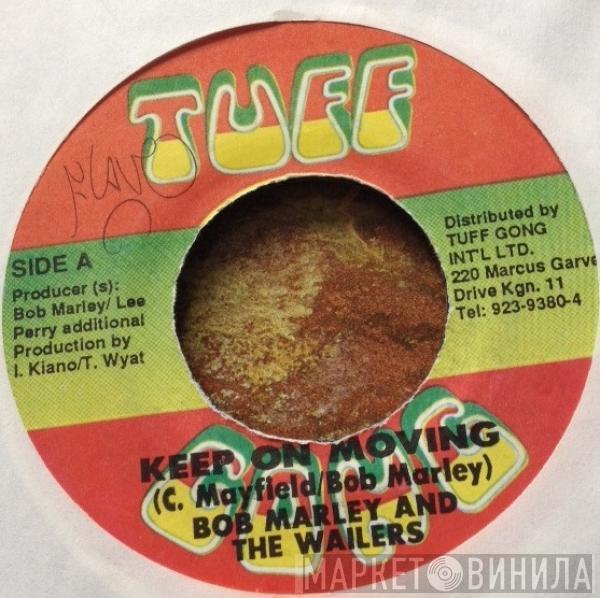 TUFF
SIDE A
Producer (s):
Bob Marley/ Lee
Perry additional
Production by
I. Kiano/T. Wyat
Distributed by
TUFF GONG
INT'L LTD.
220 Marcus Garve
Drive Kgn. 11
Tel: 923-9380-4
GONG
KEEP ON MOVING
(C. Mayfield/Bob Marley)
BOB MARLEY AND
THE WAILERS
МАРКЕТ ВИНИЛА